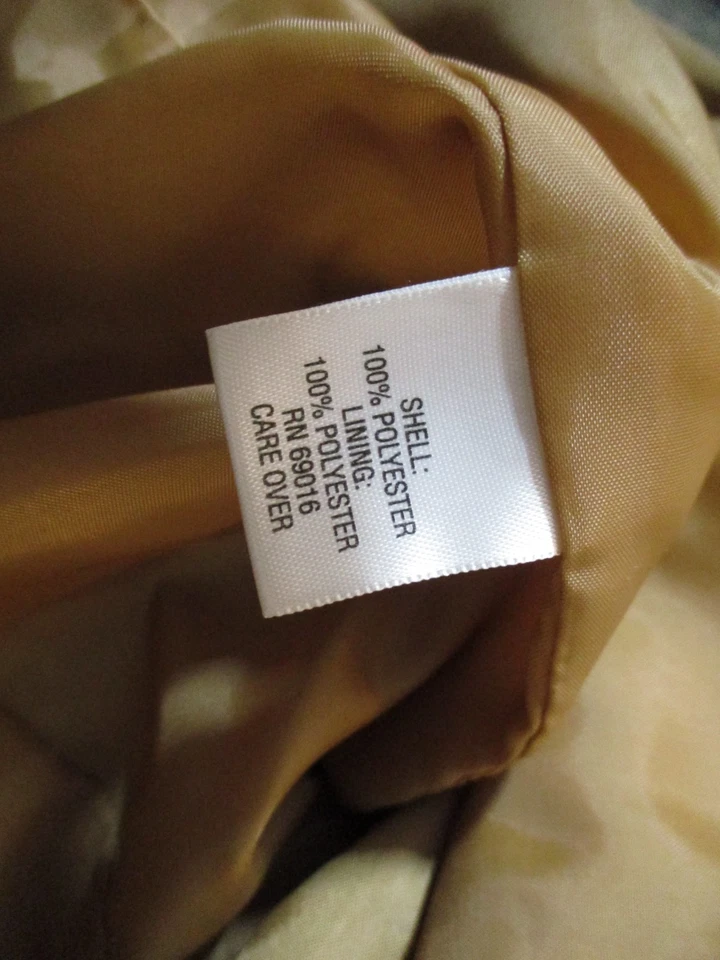 SHELL:
100% POLYESTER
LINING:
100% POLYESTER
RN 69016
CARE OVER